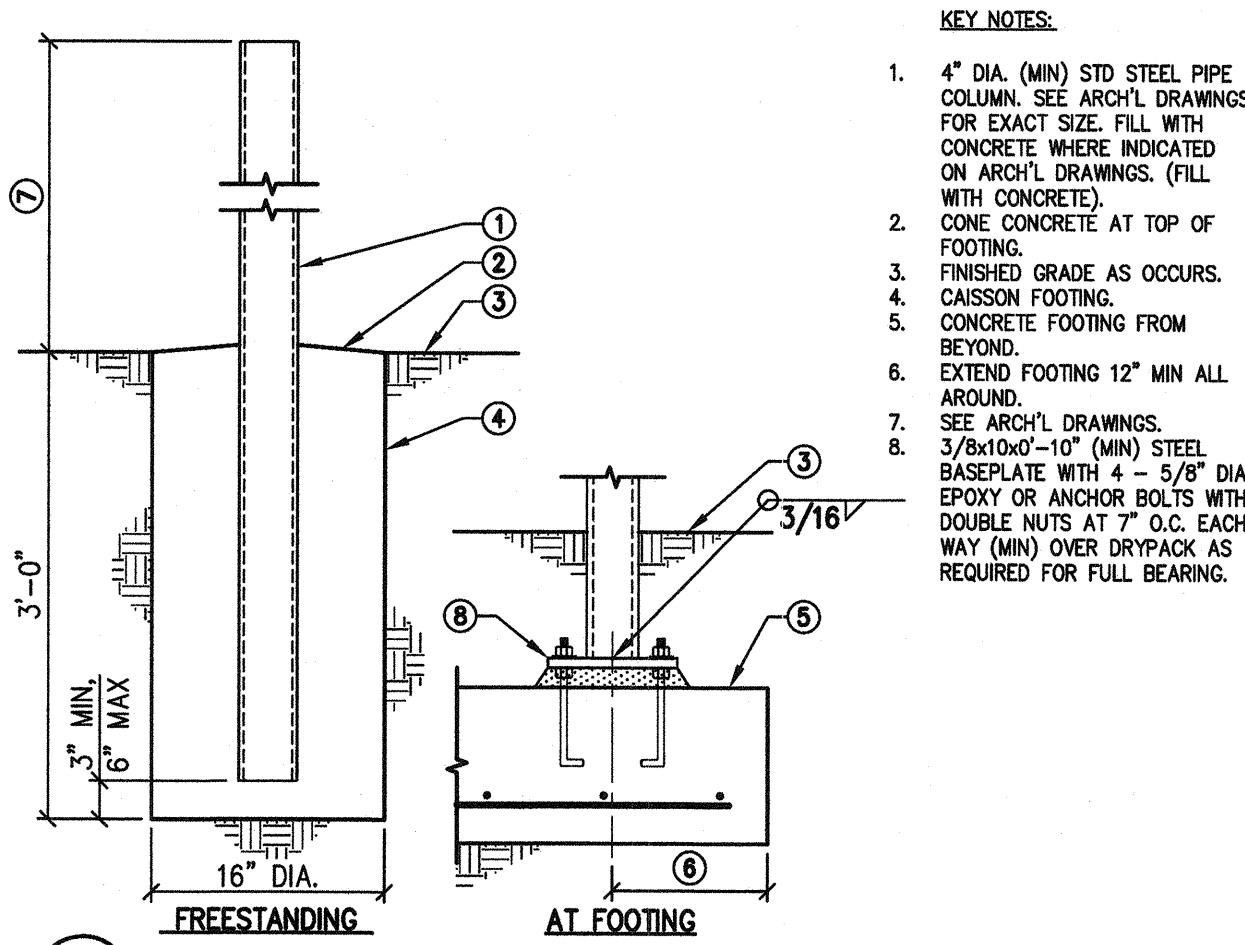 KEY NOTES:
1. 4" DIA. (MIN) STD STEEL PIPE
COLUMN. SEE ARCH'L DRAWINGS
FOR EXACT SIZE. FILL WITH
CONCRETE WHERE INDICATED
ON ARCH'L DRAWINGS. (FILL
WITH CONCRETE).
2. CONE CONCRETE AT TOP OF
FOOTING.
3. FINISHED GRADE AS OCCURS.
4. CAISSON FOOTING.
5. CONCRETE FOOTING FROM
BEYOND.
6. EXTEND FOOTING 12" MIN ALL
AROUND.
7. SEE ARCH'L DRAWINGS.
8. 3/8x10x0'-10" (MIN) STEEL
BASEPLATE WITH 4 – 5/8" DIA
EPOXY OR ANCHOR BOLTS WITH
DOUBLE NUTS AT 7" O.C. EACH
WAY (MIN) OVER DRYPACK AS
REQUIRED FOR FULL BEARING.
7
1
2
3
4
3'-0"
3" MIN,
6" MAX
16" DIA.
FREESTANDING
3
3/16
8
5
6
AT FOOTING